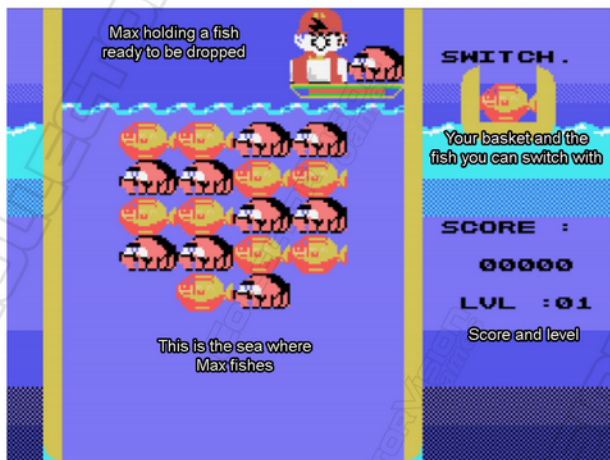 Max holding a fish
ready to be dropped
SWITCH.
Your basket and the
fish you can switch with
SCORE :
00000
LVL :01
Score and level
This is the sea where
Max fishes